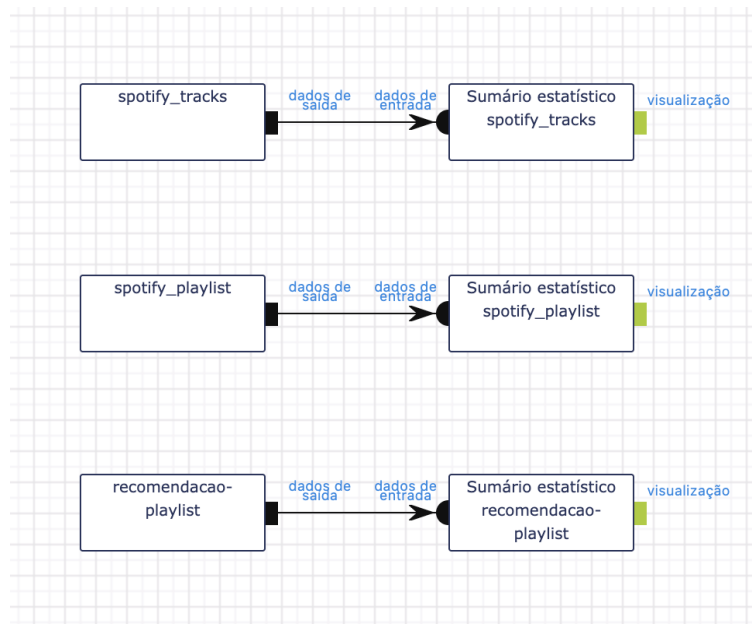 spotify_tracks
dados de
saída
dados de
entrada
Sumário estatístico
spotify_tracks
visualização
spotify_playlist
dados de
saída
dados de
entrada
Sumário estatístico
spotify_playlist
visualização
recomendacao-
playlist
dados de
saída
dados de
entrada
Sumário estatístico
recomendacao-
playlist
visualização